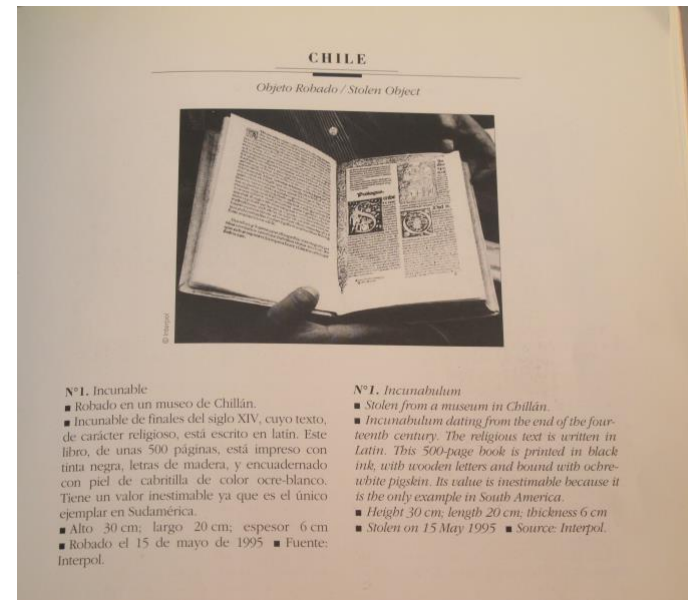 CHILE
Objeto Robado / Stolen Object
Prologus.
© Interpol
N°1. Incunable
■ Robado en un museo de Chillán.
■ Incunable de finales del siglo XIV, cuyo texto,
de carácter religioso, está escrito en latín. Este
libro, de unas 500 páginas, está impreso con
tinta negra, letras de madera, y encuadernado
con piel de cabritilla de color ocre-blanco.
Tiene un valor inestimable ya que es el único
ejemplar en Sudamérica.
■ Alto 30 cm; largo 20 cm; espesor 6 cm
■ Robado el 15 de mayo de 1995 ■ Fuente:
Interpol.
N°1. Incunabulum
■ Stolen from a museum in Chillán.
■ Incunabulum dating from the end of the four-
teenth century. The religious text is written in
Latin. This 500-page book is printed in black
ink, with wooden letters and bound with ochre-
white pigskin. Its value is inestimable because it
is the only example in South America.
■ Height 30 cm; length 20 cm; thickness 6 cm
■ Stolen on 15 May 1995 ■ Source: Interpol.